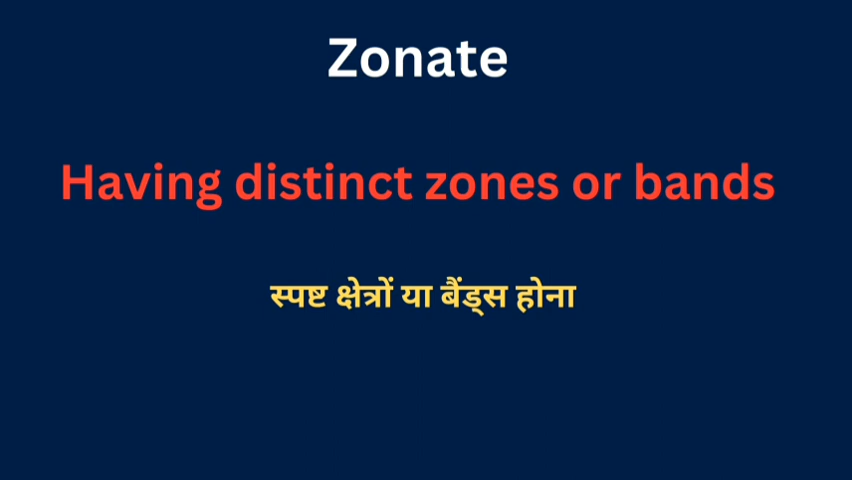 Zonate
Having distinct zones or bands
स्पष्ट क्षेत्रों या बैंड्स होना